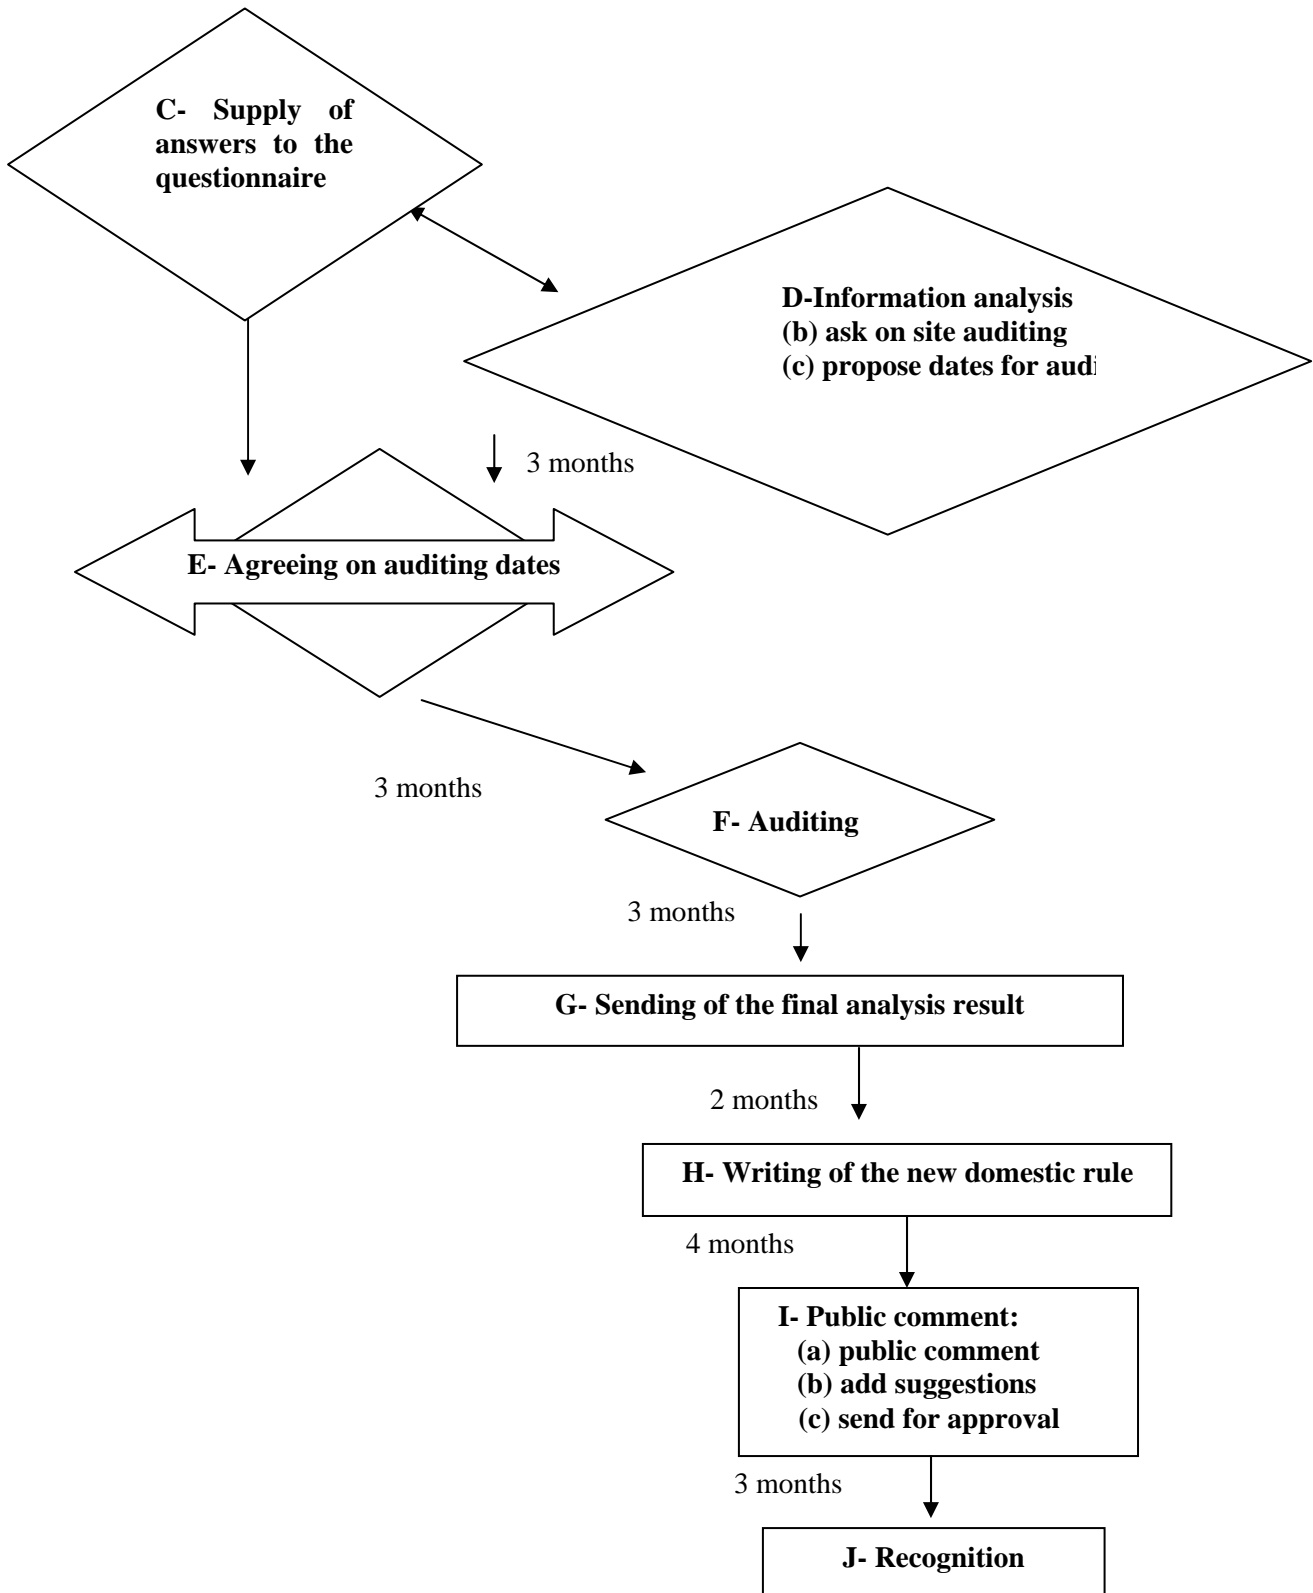 C- Supply of
answers to the
questionnaire
D-Information analysis
(b) ask on site auditing
(c) propose dates for
3 months
E- Agreeing on auditing dates
3 months
F- Auditing
3 months
G- Sending of the final analysis result
2 months
H- Writing of the new domestic rule
4 months
I- Public comment:
(a) public comment
(b) add suggestions
(c) send for approval
3 months
J- Recognition